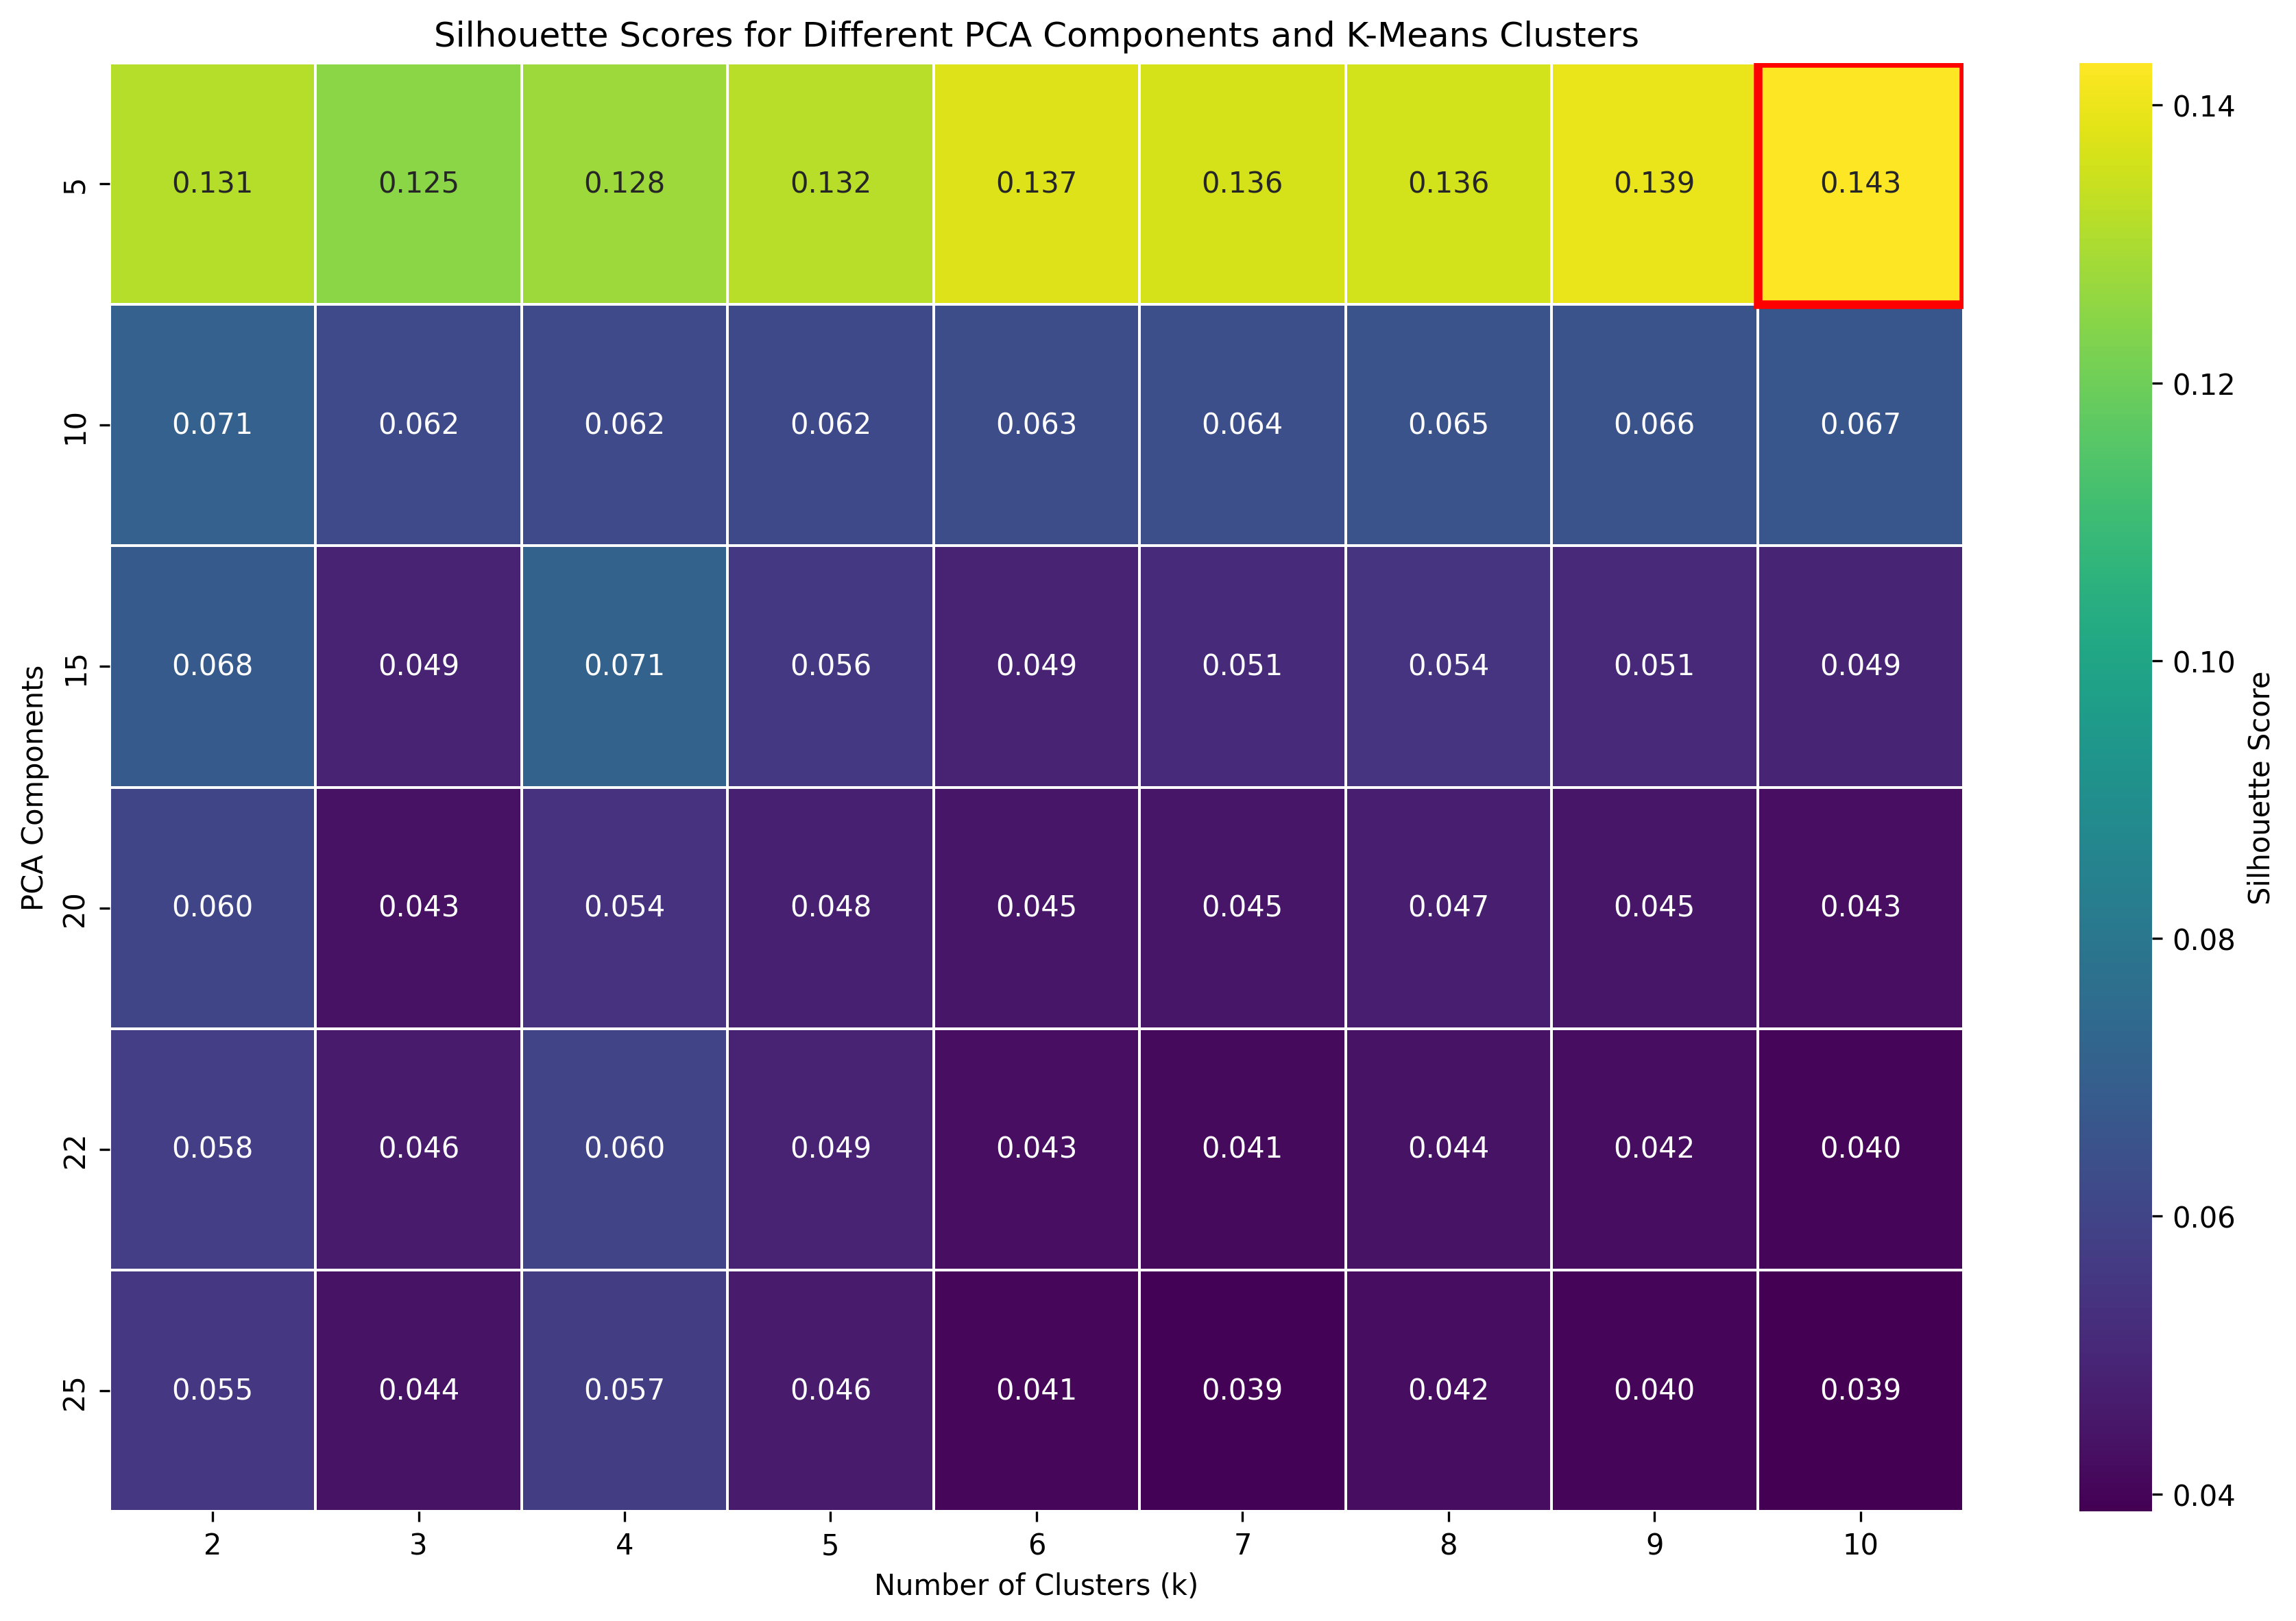 Silhouette Scores for Different PCA Components and K-Means Clusters
PCA Components
5 0.131 0.125 0.128 0.132 0.137 0.136 0.136 0.139 0.143
10 0.071 0.062 0.062 0.062 0.063 0.064 0.065 0.066 0.067
15 0.068 0.049 0.071 0.056 0.049 0.051 0.054 0.051 0.049
20 0.060 0.043 0.054 0.048 0.045 0.045 0.047 0.045 0.043
22 0.058 0.046 0.060 0.049 0.043 0.041 0.044 0.042 0.040
25 0.055 0.044 0.057 0.046 0.041 0.039 0.042 0.040 0.039
2 3 4 5 6 7 8 9 10
Number of Clusters (k)
0.14
0.12
0.10
0.08
0.06
0.04
Silhouette Score